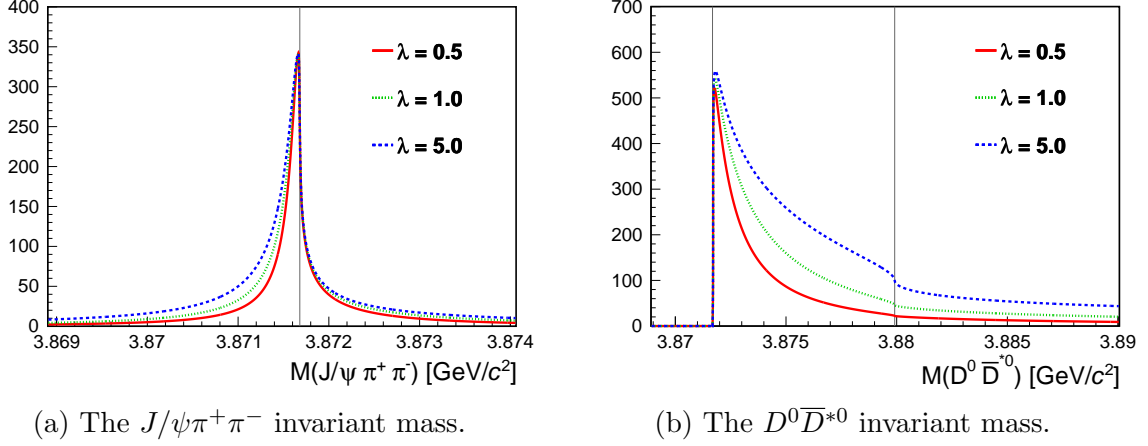 400
350
300
250
200
150
100
50
0
3.869 3.87 3.871 3.872 3.873 3.874
λ = 0.5
λ = 1.0
λ = 5.0
M(J/ψ π⁺ π⁻) [GeV/c²]
(a) The J/ψπ⁺π⁻ invariant mass.
700
600
500
400
300
200
100
0
3.87 3.875 3.88 3.885 3.89
λ = 0.5
λ = 1.0
λ = 5.0
M(D⁰ D̅*⁰) [GeV/c²]
(b) The D⁰D̅*⁰ invariant mass.